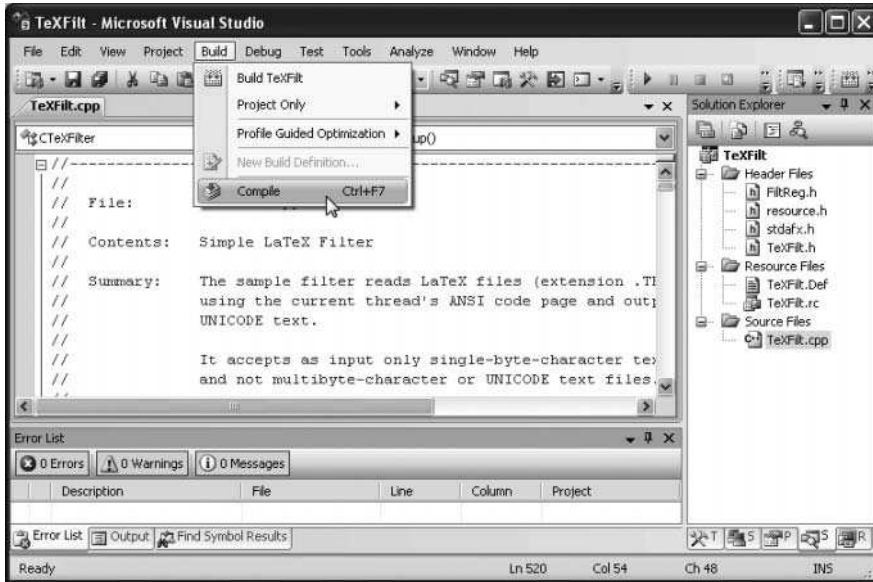 TeXFilt - Microsoft Visual Studio
File Edit View Project Build Debug Test Tools Analyze Window Help
Build TeXFilt
Project Only
Profile Guided Optimization
New Build Definition...
Compile Ctrl+F7
TeXFilt.cpp
CTeXFilter
up()
//----------------------------------------------------------------
//
// File:
//
// Contents: Simple LaTeX Filter
//
// Summary: The sample filter reads LaTeX files (extension .T
// using the current thread's ANSI code page and outp
// UNICODE text.
//
// It accepts as input only single-byte-character tex
// and not multibyte-character or UNICODE text files.
Solution Explorer
TeXFilt
Header Files
FiltReg.h
resource.h
stdafx.h
TeXFilt.h
Resource Files
TeXFilt.Def
TeXFilt.rc
Source Files
TeXFilt.cpp
Error List
0 Errors 0 Warnings 0 Messages
Description File Line Column Project
Error List Output Find Symbol Results
T S P S R
Ready Ln 520 Col 54 Ch 48 INS